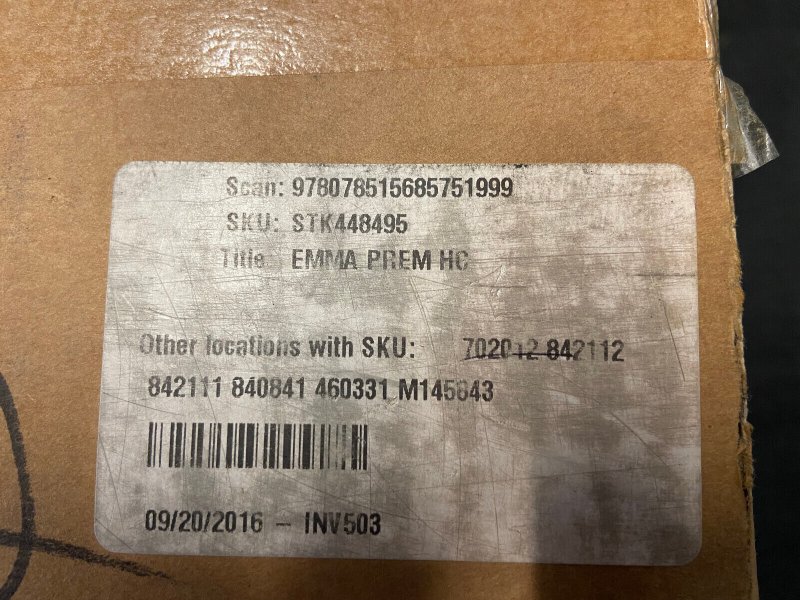 Scan: 978078515685751999
SKU: STK448495
Title: EMMA PREM HC
Other locations with SKU: 702012 842112
842111 840841 460331 M145843
09/20/2016 - INV503